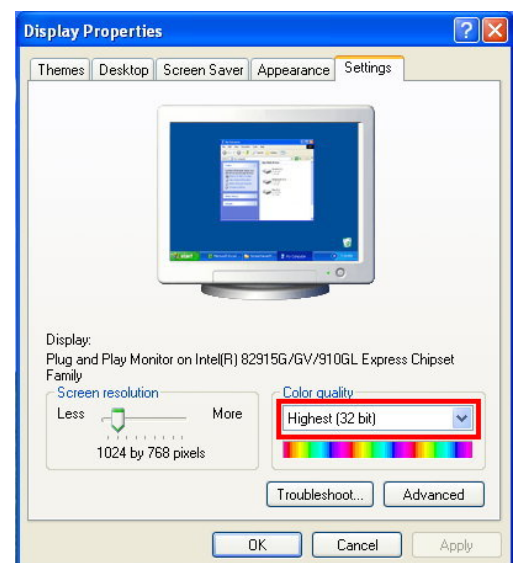 Display Properties
Themes Desktop Screen Saver Appearance Settings
Display:
Plug and Play Monitor on Intel(R) 82915G/GV/910GL Express Chipset
Family
Screen resolution
Less More
1024 by 768 pixels
Color quality
Highest (32 bit)
Troubleshoot... Advanced
OK Cancel Apply